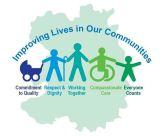 Improving Lives in Our Communities
Commitment to Quality
Respect & Dignity
Working Together
Compassionate Care
Everyone Counts